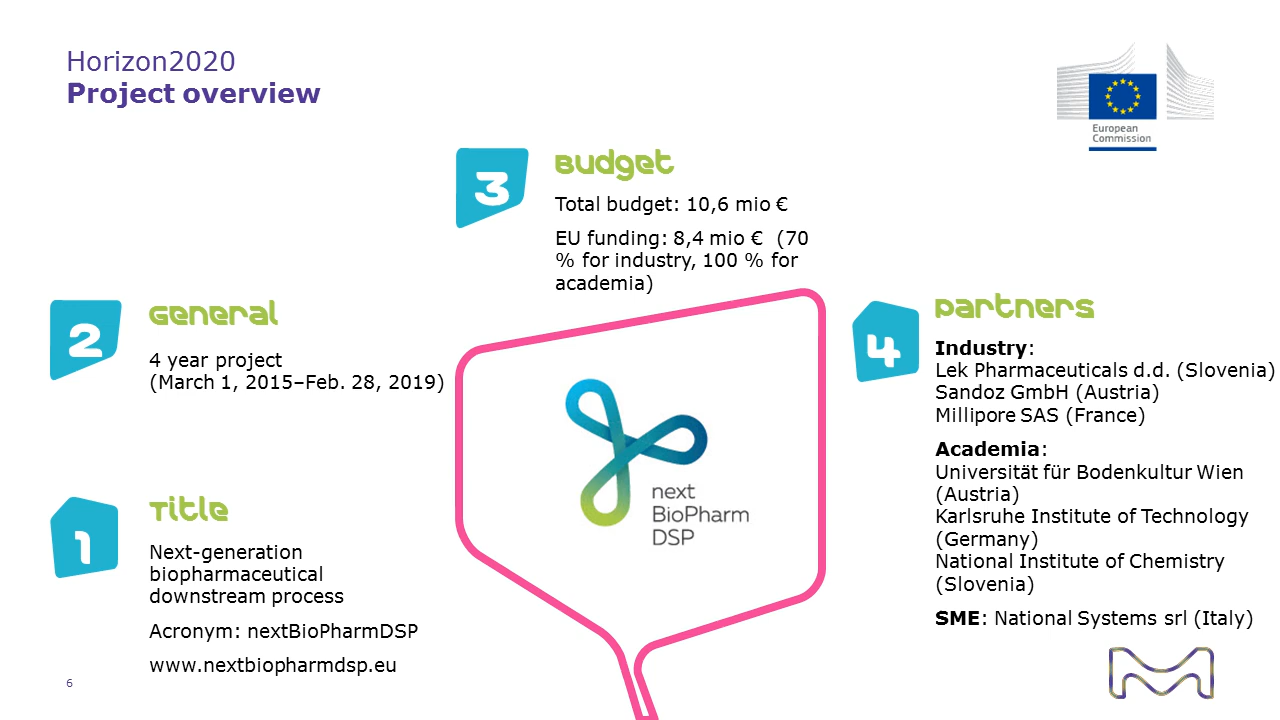 Horizon2020
Project overview
European
Commission
3
Budget
Total budget: 10,6 mio €
EU funding: 8,4 mio €  (70
% for industry, 100 % for
academia)
2
General
4 year project
(March 1, 2015–Feb. 28, 2019)
1
Title
Next-generation
biopharmaceutical
downstream process
Acronym: nextBioPharmDSP
www.nextbiopharmdsp.eu
next
BioPharm
DSP
4
Partners
Industry:
Lek Pharmaceuticals d.d. (Slovenia)
Sandoz GmbH (Austria)
Millipore SAS (France)
Academia:
Universität für Bodenkultur Wien
(Austria)
Karlsruhe Institute of Technology
(Germany)
National Institute of Chemistry
(Slovenia)
SME: National Systems srl (Italy)
M
6